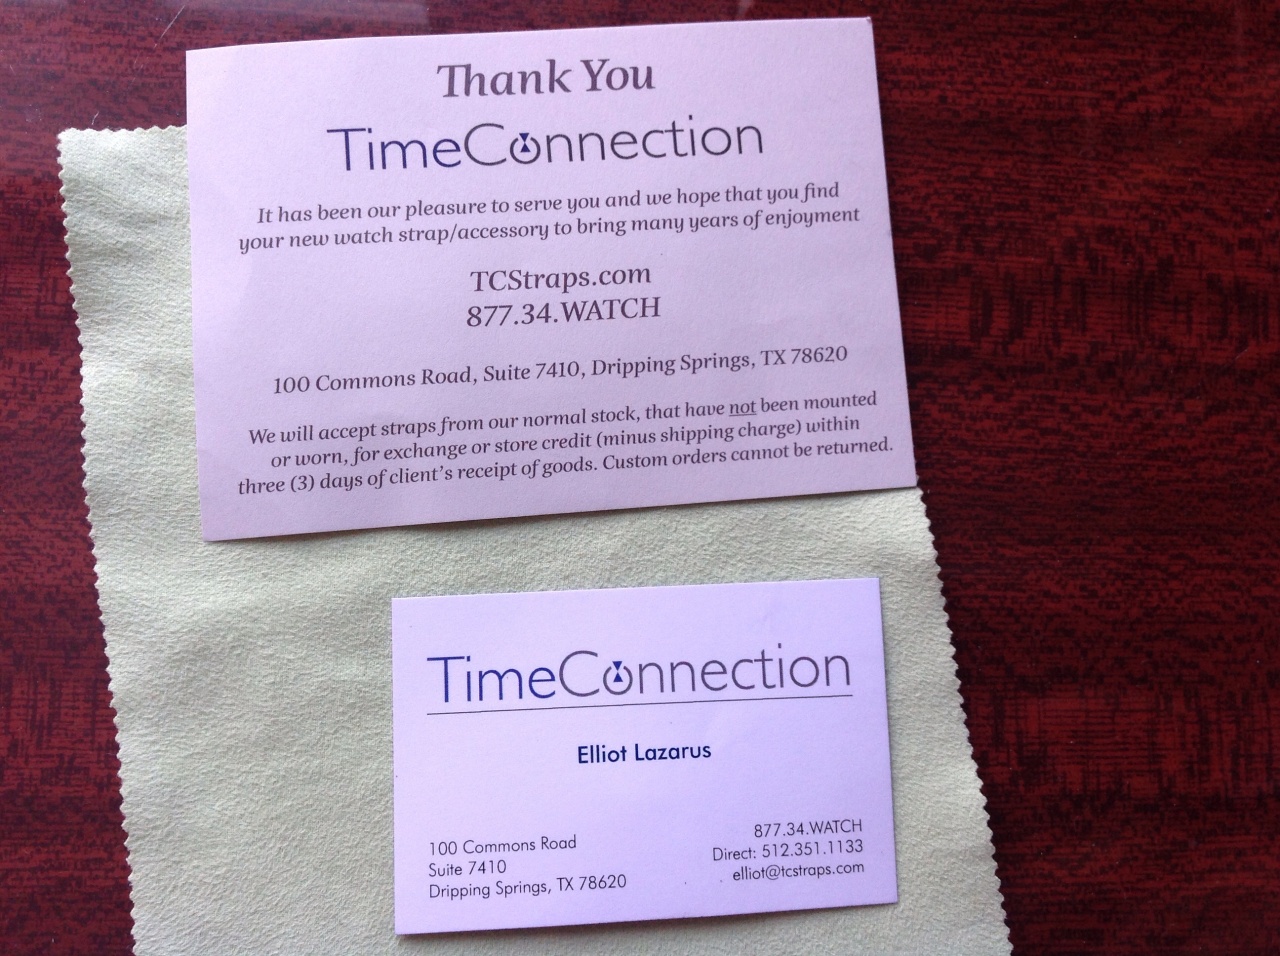 Thank You
TimeConnection
It has been our pleasure to serve you and we hope that you find
your new watch strap/accessory to bring many years of enjoyment
TCStraps.com
877.34.WATCH
100 Commons Road, Suite 7410, Dripping Springs, TX 78620
We will accept straps from our normal stock, that have not been mounted
or worn, for exchange or store credit (minus shipping charge) within
three (3) days of client's receipt of goods. Custom orders cannot be returned.
TimeConnection
Elliot Lazarus
100 Commons Road
Suite 7410
Dripping Springs, TX 78620
877.34.WATCH
Direct: 512.351.1133
elliot@tcstraps.com